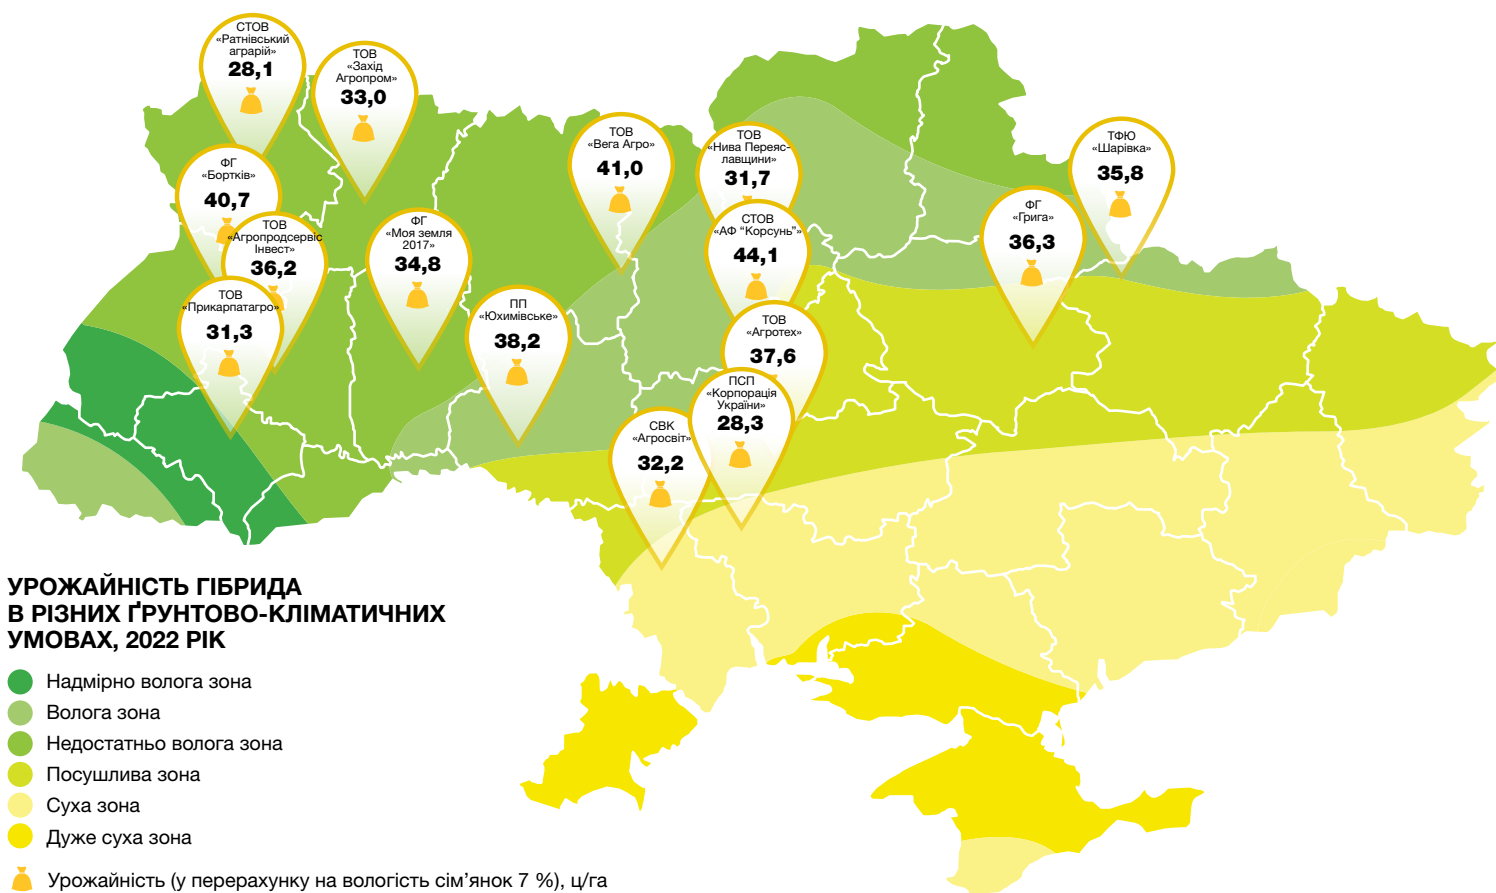 СТОВ
«Ратнівський
аграрій»
28,1
ТОВ
«Захід
Агропром»
33,0
ФГ
«Бортків»
40,7
ТОВ
«Агропродсервіс
Інвест»
36,2
ТОВ
«Прикарпатагро»
31,3
ФГ
«Моя земля
2017»
34,8
ПП
«Юхимівське»
38,2
ТОВ
«Вега Агро»
41,0
ТОВ
«Нива Переяс-
лавщини»
31,7
СТОВ
«АФ “Корсунь”»
44,1
ТОВ
«Агротех»
37,6
ПСП
«Корпорація
України»
28,3
СВК
«Агросвіт»
32,2
ФГ
«Грига»
36,3
ТФЮ
«Шарівка»
35,8
УРОЖАЙНІСТЬ ГІБРИДА
В РІЗНИХ ҐРУНТОВО-КЛІМАТИЧНИХ
УМОВАХ, 2022 РІК
Надмірно волога зона
Волога зона
Недостатньо волога зона
Посушлива зона
Суха зона
Дуже суха зона
Урожайність (у перерахунку на вологість сім’янок 7 %), ц/га